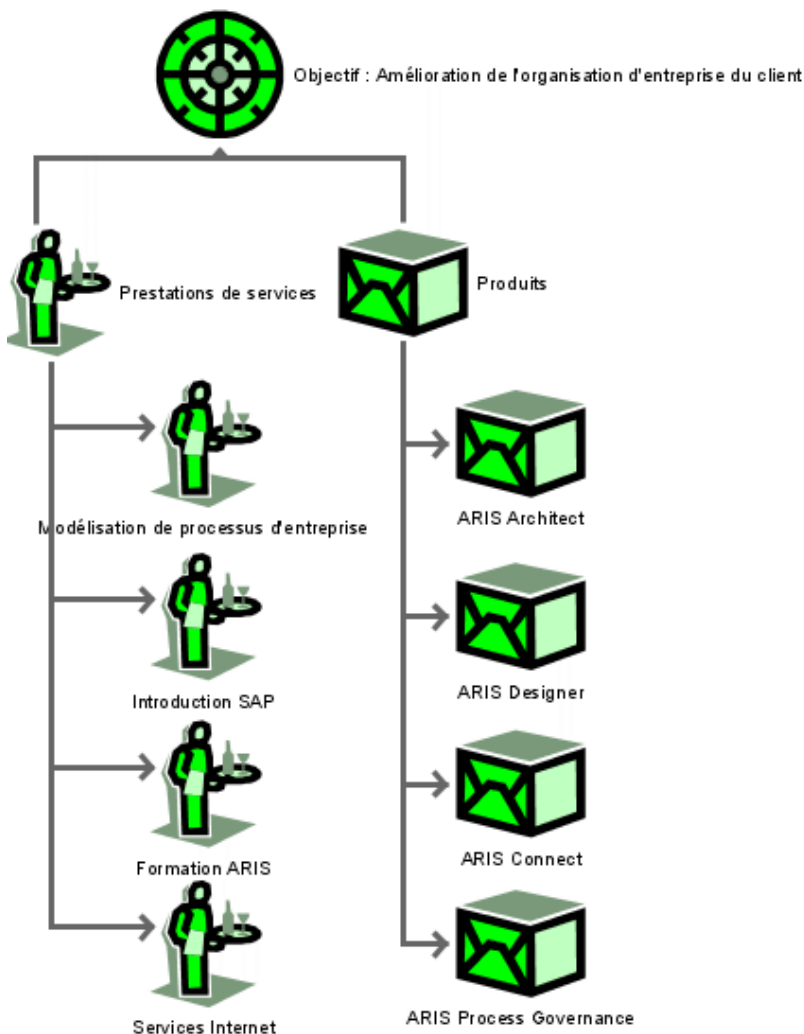 Objectif : Amélioration de l'organisation d'entreprise du client
Prestations de services
Produits
Modélisation de processus d'entreprise
ARIS Architect
Introduction SAP
ARIS Designer
Formation ARIS
ARIS Connect
Services Internet
ARIS Process Governance